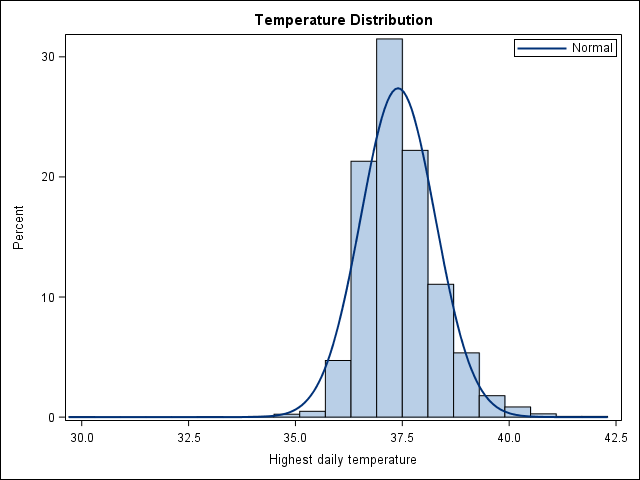 Temperature Distribution
Normal
30
20
10
0
Percent
30.0 32.5 35.0 37.5 40.0 42.5
Highest daily temperature